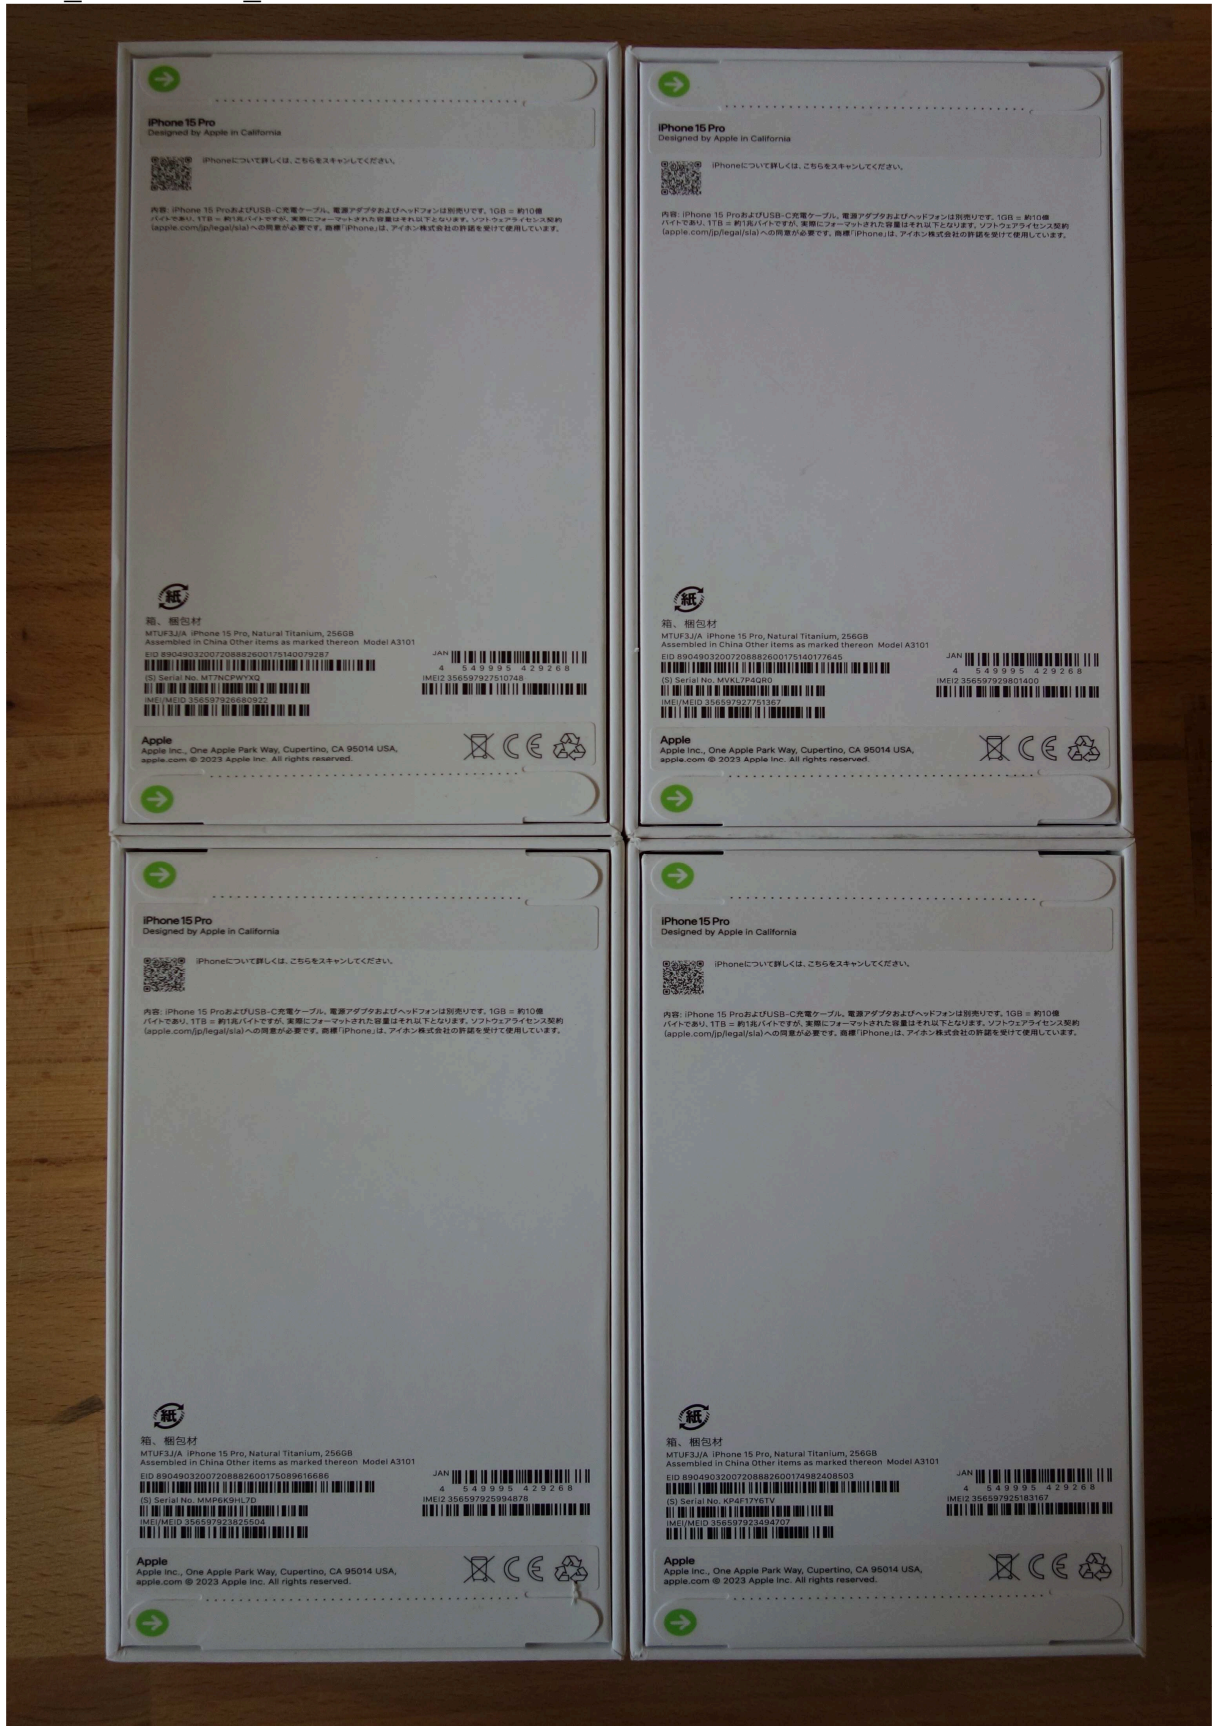 iPhone 15 Pro
Designed by Apple in California
iPhoneについて詳しくは、こちらをスキャンしてください。
内容: iPhone 15 ProおよびUSB-C充電ケーブル。電源アダプタおよびヘッドフォンは別売りです。1GB = 約10億
バイトであり、1TB = 約1兆バイトですが、実際にフォーマットされた容量はそれ以下となります。ソフトウェアライセンス契約
(apple.com/jp/legal/sla)への同意が必要です。商標「iPhone」は、アイホン株式会社の許諾を受けて使用しています。
紙
箱、梱包材
MTUF3J/A iPhone 15 Pro, Natural Titanium, 256GB
Assembled in China Other items as marked thereon Model A3101
EID 89049032007208882600175140079287
(S) Serial No. MT7NCPWYXQ
IMEI/MEID 356597926680922
JAN
4 549995 429268
IMEI2 356597927510748
Apple
Apple Inc., One Apple Park Way, Cupertino, CA 95014 USA,
apple.com © 2023 Apple Inc. All rights reserved.
CE
iPhone 15 Pro
Designed by Apple in California
iPhoneについて詳しくは、こちらをスキャンしてください。
内容: iPhone 15 ProおよびUSB-C充電ケーブル。電源アダプタおよびヘッドフォンは別売りです。1GB = 約10億
バイトであり、1TB = 約1兆バイトですが、実際にフォーマットされた容量はそれ以下となります。ソフトウェアライセンス契約
(apple.com/jp/legal/sla)への同意が必要です。商標「iPhone」は、アイホン株式会社の許諾を受けて使用しています。
紙
箱、梱包材
MTUF3J/A iPhone 15 Pro, Natural Titanium, 256GB
Assembled in China Other items as marked thereon Model A3101
EID 89049032007208882600175140177645
(S) Serial No. MVKL7P4QR0
IMEI/MEID 356597927751367
JAN
4 549995 429268
IMEI2 356597929801400
Apple
Apple Inc., One Apple Park Way, Cupertino, CA 95014 USA,
apple.com © 2023 Apple Inc. All rights reserved.
CE
iPhone 15 Pro
Designed by Apple in California
iPhoneについて詳しくは、こちらをスキャンしてください。
内容: iPhone 15 ProおよびUSB-C充電ケーブル。電源アダプタおよびヘッドフォンは別売りです。1GB = 約10億
バイトであり、1TB = 約1兆バイトですが、実際にフォーマットされた容量はそれ以下となります。ソフトウェアライセンス契約
(apple.com/jp/legal/sla)への同意が必要です。商標「iPhone」は、アイホン株式会社の許諾を受けて使用しています。
紙
箱、梱包材
MTUF3J/A iPhone 15 Pro, Natural Titanium, 256GB
Assembled in China Other items as marked thereon Model A3101
EID 89049032007208882600175089616686
(S) Serial No. MMP6K9HL7D
IMEI/MEID 356597923825504
JAN
4 549995 429268
IMEI2 356597925994878
Apple
Apple Inc., One Apple Park Way, Cupertino, CA 95014 USA,
apple.com © 2023 Apple Inc. All rights reserved.
CE
iPhone 15 Pro
Designed by Apple in California
iPhoneについて詳しくは、こちらをスキャンしてください。
内容: iPhone 15 ProおよびUSB-C充電ケーブル。電源アダプタおよびヘッドフォンは別売りです。1GB = 約10億
バイトであり、1TB = 約1兆バイトですが、実際にフォーマットされた容量はそれ以下となります。ソフトウェアライセンス契約
(apple.com/jp/legal/sla)への同意が必要です。商標「iPhone」は、アイホン株式会社の許諾を受けて使用しています。
紙
箱、梱包材
MTUF3J/A iPhone 15 Pro, Natural Titanium, 256GB
Assembled in China Other items as marked thereon Model A3101
EID 89049032007208882600174982408503
(S) Serial No. KP4F17Y6TV
IMEI/MEID 356597923494707
JAN
4 549995 429268
IMEI2 356597925183167
Apple
Apple Inc., One Apple Park Way, Cupertino, CA 95014 USA,
apple.com © 2023 Apple Inc. All rights reserved.
CE